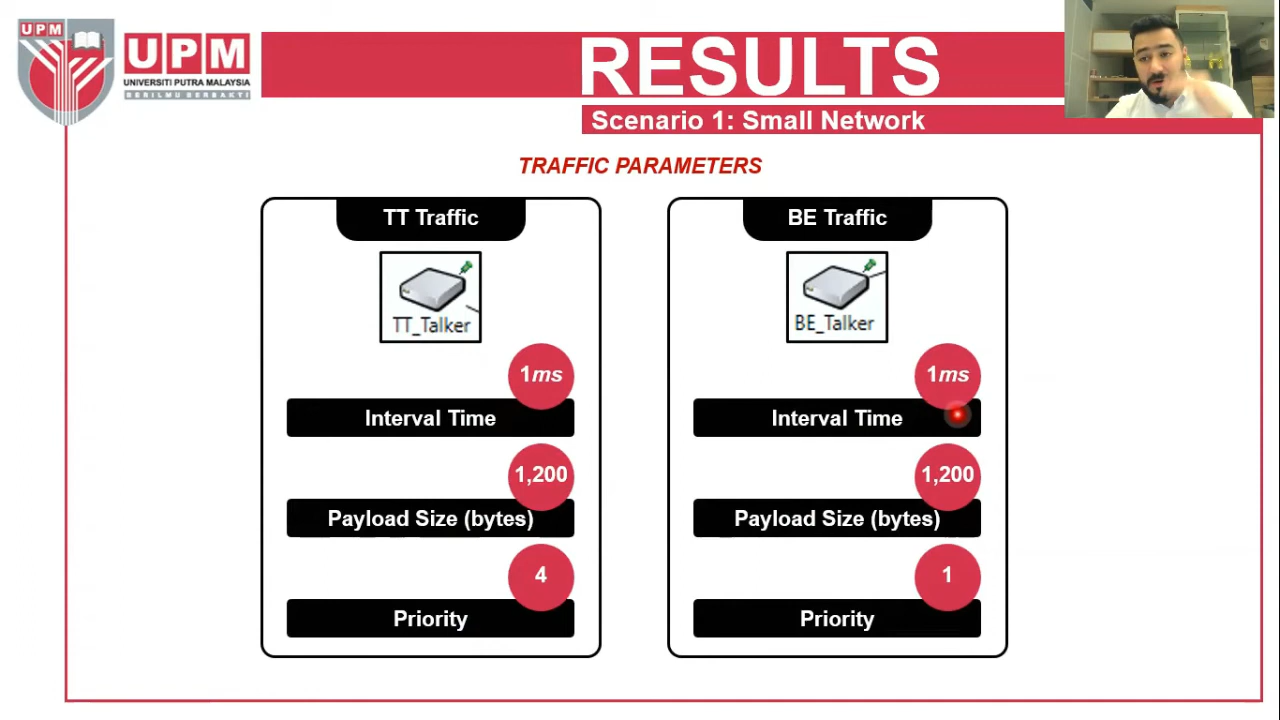 UPM
UPM
UNIVERSITI PUTRA MALAYSIA
BERILMU BERBAKTI
RESULTS
Scenario 1: Small Network
TRAFFIC PARAMETERS
TT Traffic
TT_Talker
1ms
Interval Time
1,200
Payload Size (bytes)
4
Priority
BE Traffic
BE_Talker
1ms
Interval Time
1,200
Payload Size (bytes)
1
Priority